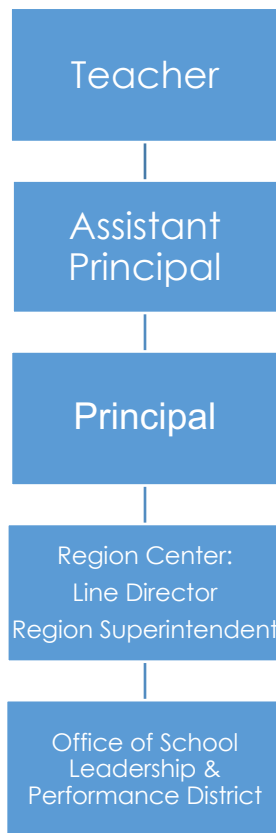 Teacher
Assistant
Principal
Principal
Region Center:
Line Director
Region Superintendent
Office of School
Leadership &
Performance District